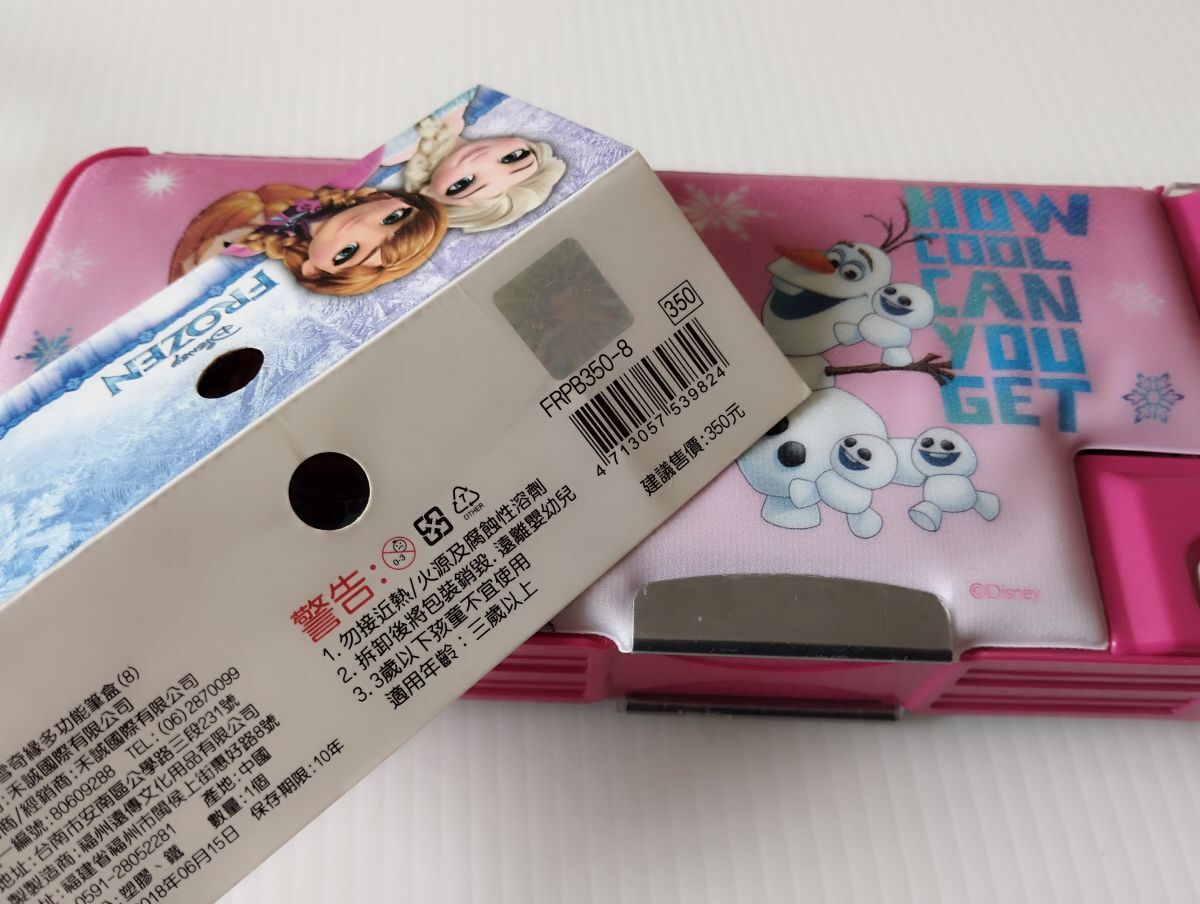 Disney
FROZEN
HOW
COOL
CAN
YOU
GET
©Disney
350
FRPB350-8
4 713057 539824
建議售價:350元
OTHER
0-3
警告:
1. 勿接近熱/火源及腐蝕性溶劑
2. 拆卸後將包裝銷毀. 遠離嬰幼兒
3. 3歲以下孩童不宜使用
適用年齡:三歲以上
雪奇緣多功能筆盒(8)
商:禾誠國際有限公司
商/經銷商:禾誠國際有限公司
一編號:80609288 TEL:(06)2870099
地址:台南市安南區公學路三段231號
製造商:福州遠傳文化用品有限公司
址:福建省福州市閩侯上街惠好路8號
0591-28052281 產地:中國
:塑膠、鐵 數量:1個
2018年06月15日 保存期限:10年